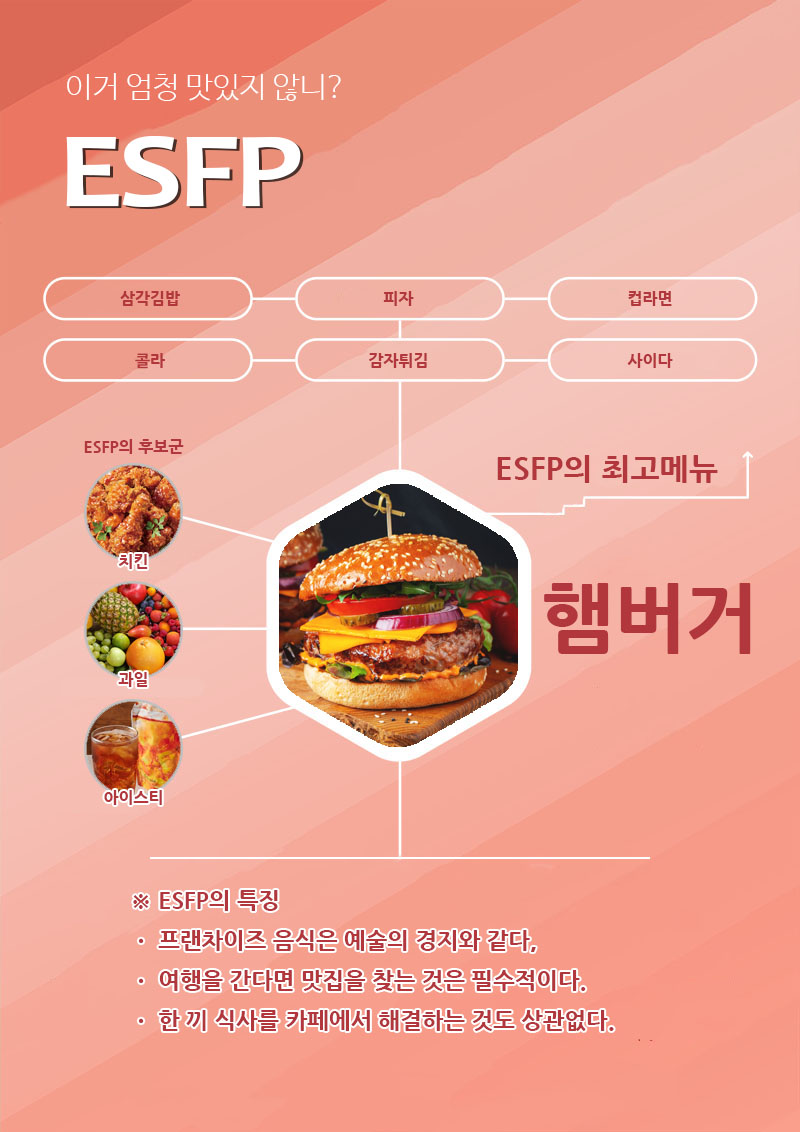 이거 엄청 맛있지 않니?
ESFP
삼각김밥
피자
컵라면
콜라
감자튀김
사이다
ESFP의 후보군
치킨
과일
아이스티
ESFP의 최고메뉴
햄버거
※ ESFP의 특징
· 프랜차이즈 음식은 예술의 경지와 같다,
· 여행을 간다면 맛집을 찾는 것은 필수적이다.
· 한 끼 식사를 카페에서 해결하는 것도 상관없다.